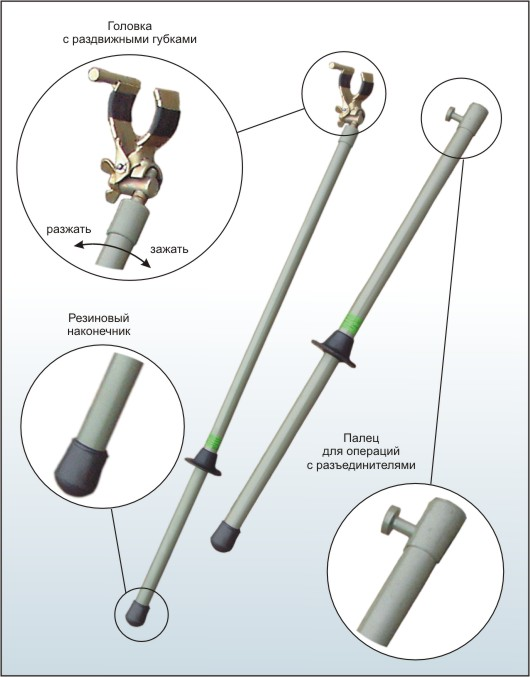 Головка
с раздвижными губками
разжать
зажать
Резиновый
наконечник
Палец
для операций
с разъединителями